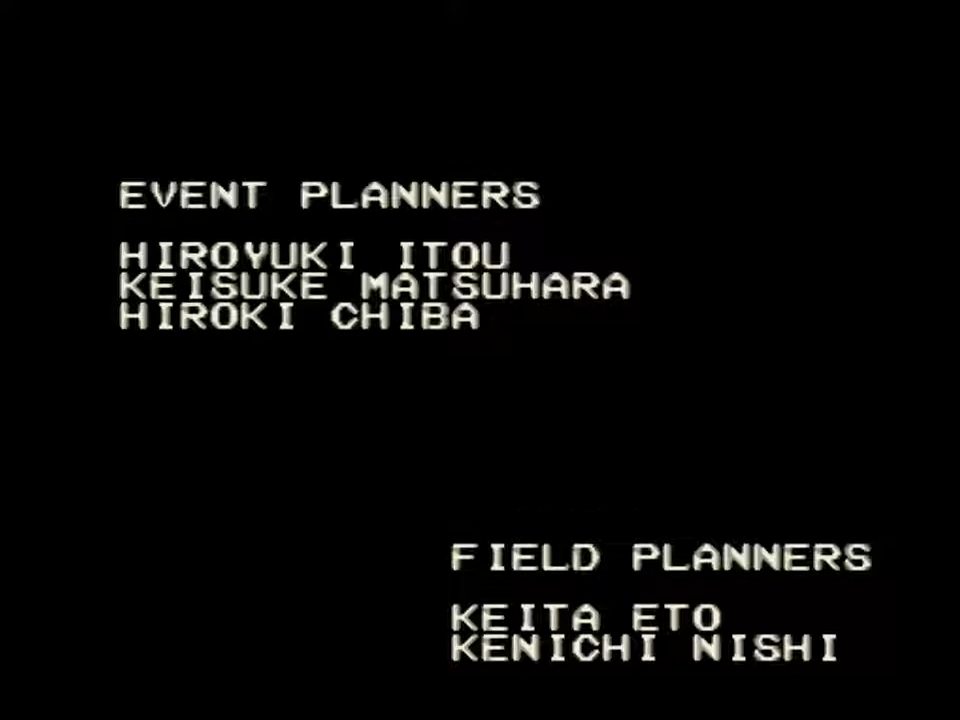 EVENT PLANNERS
HIROYUKI ITOU
KEISUKE MATSUHARA
HIROKI CHIBA
FIELD PLANNERS
KEITA ETO
KENICHI NISHI